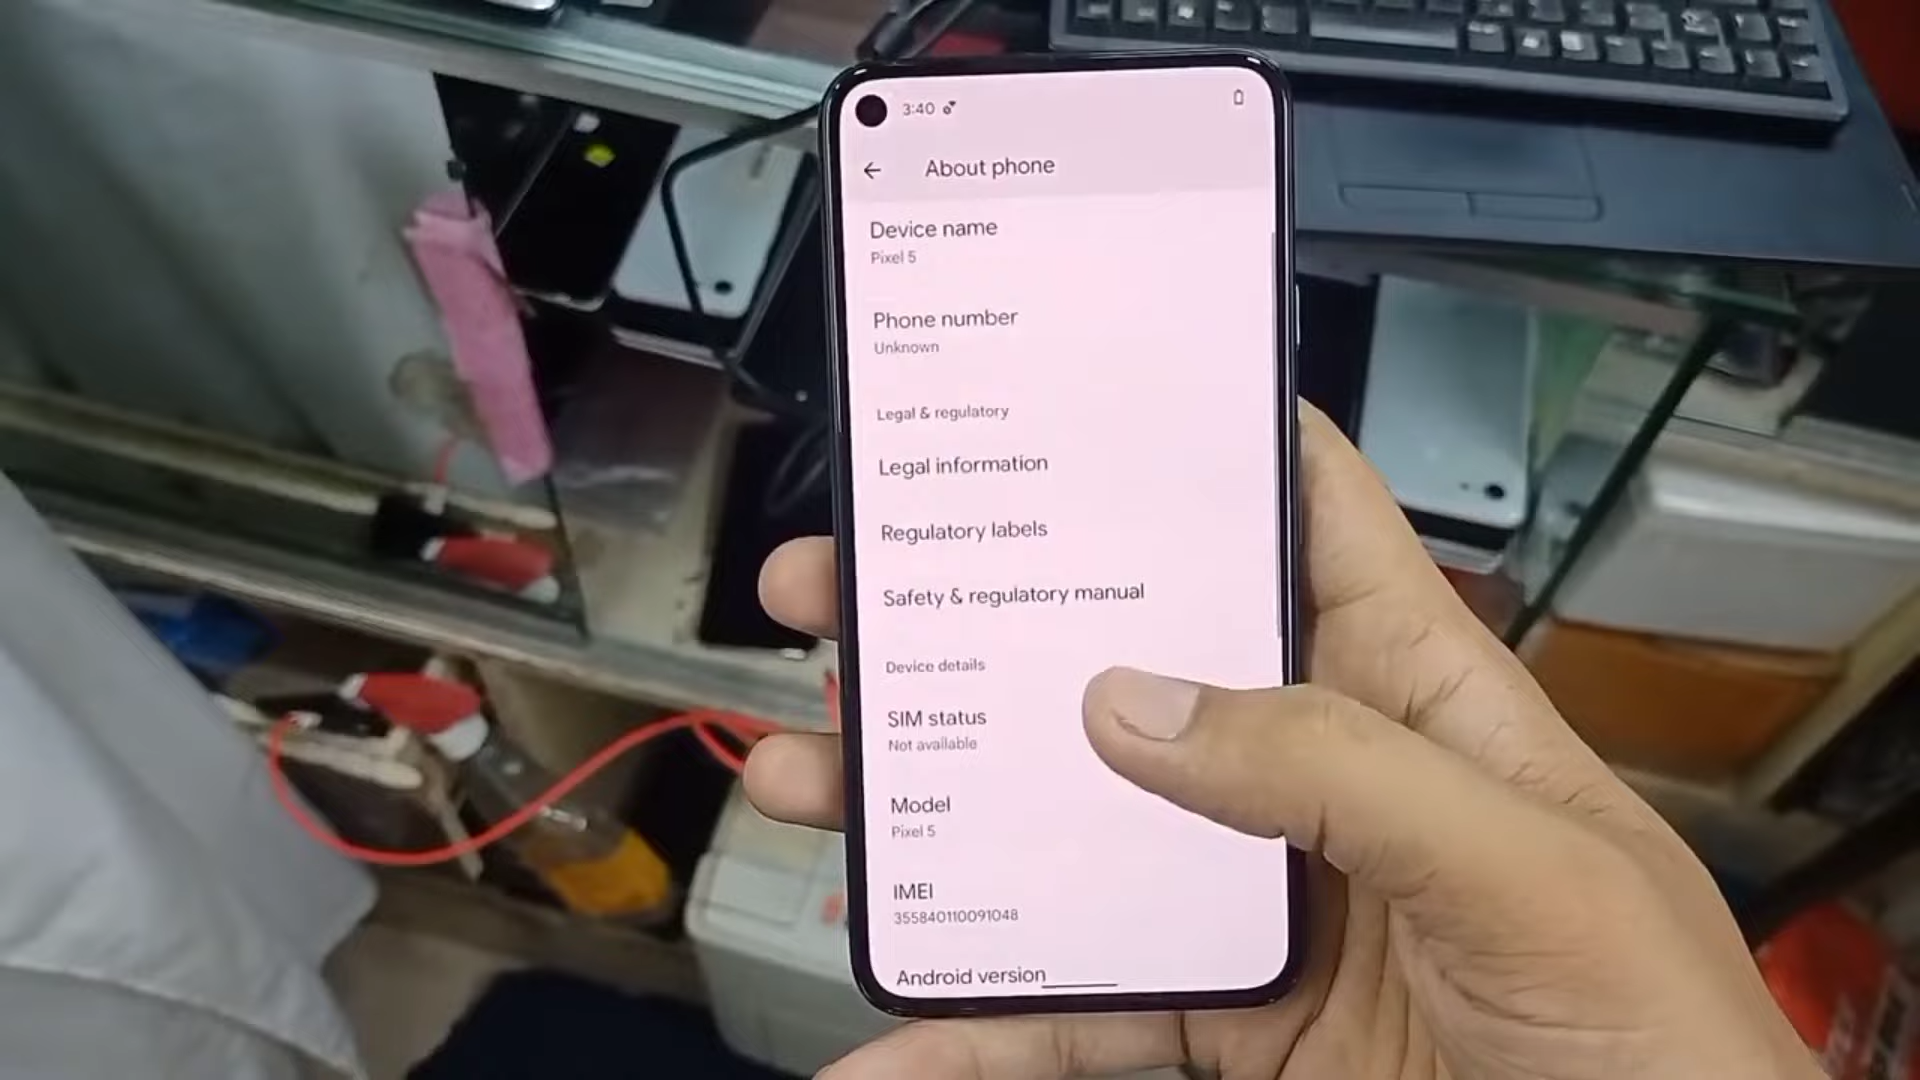 3:40
About phone
Device name
Pixel 5
Phone number
Unknown
Legal & regulatory
Legal information
Regulatory labels
Safety & regulatory manual
Device details
SIM status
Not available
Model
Pixel 5
IMEI
355840110091048
Android version